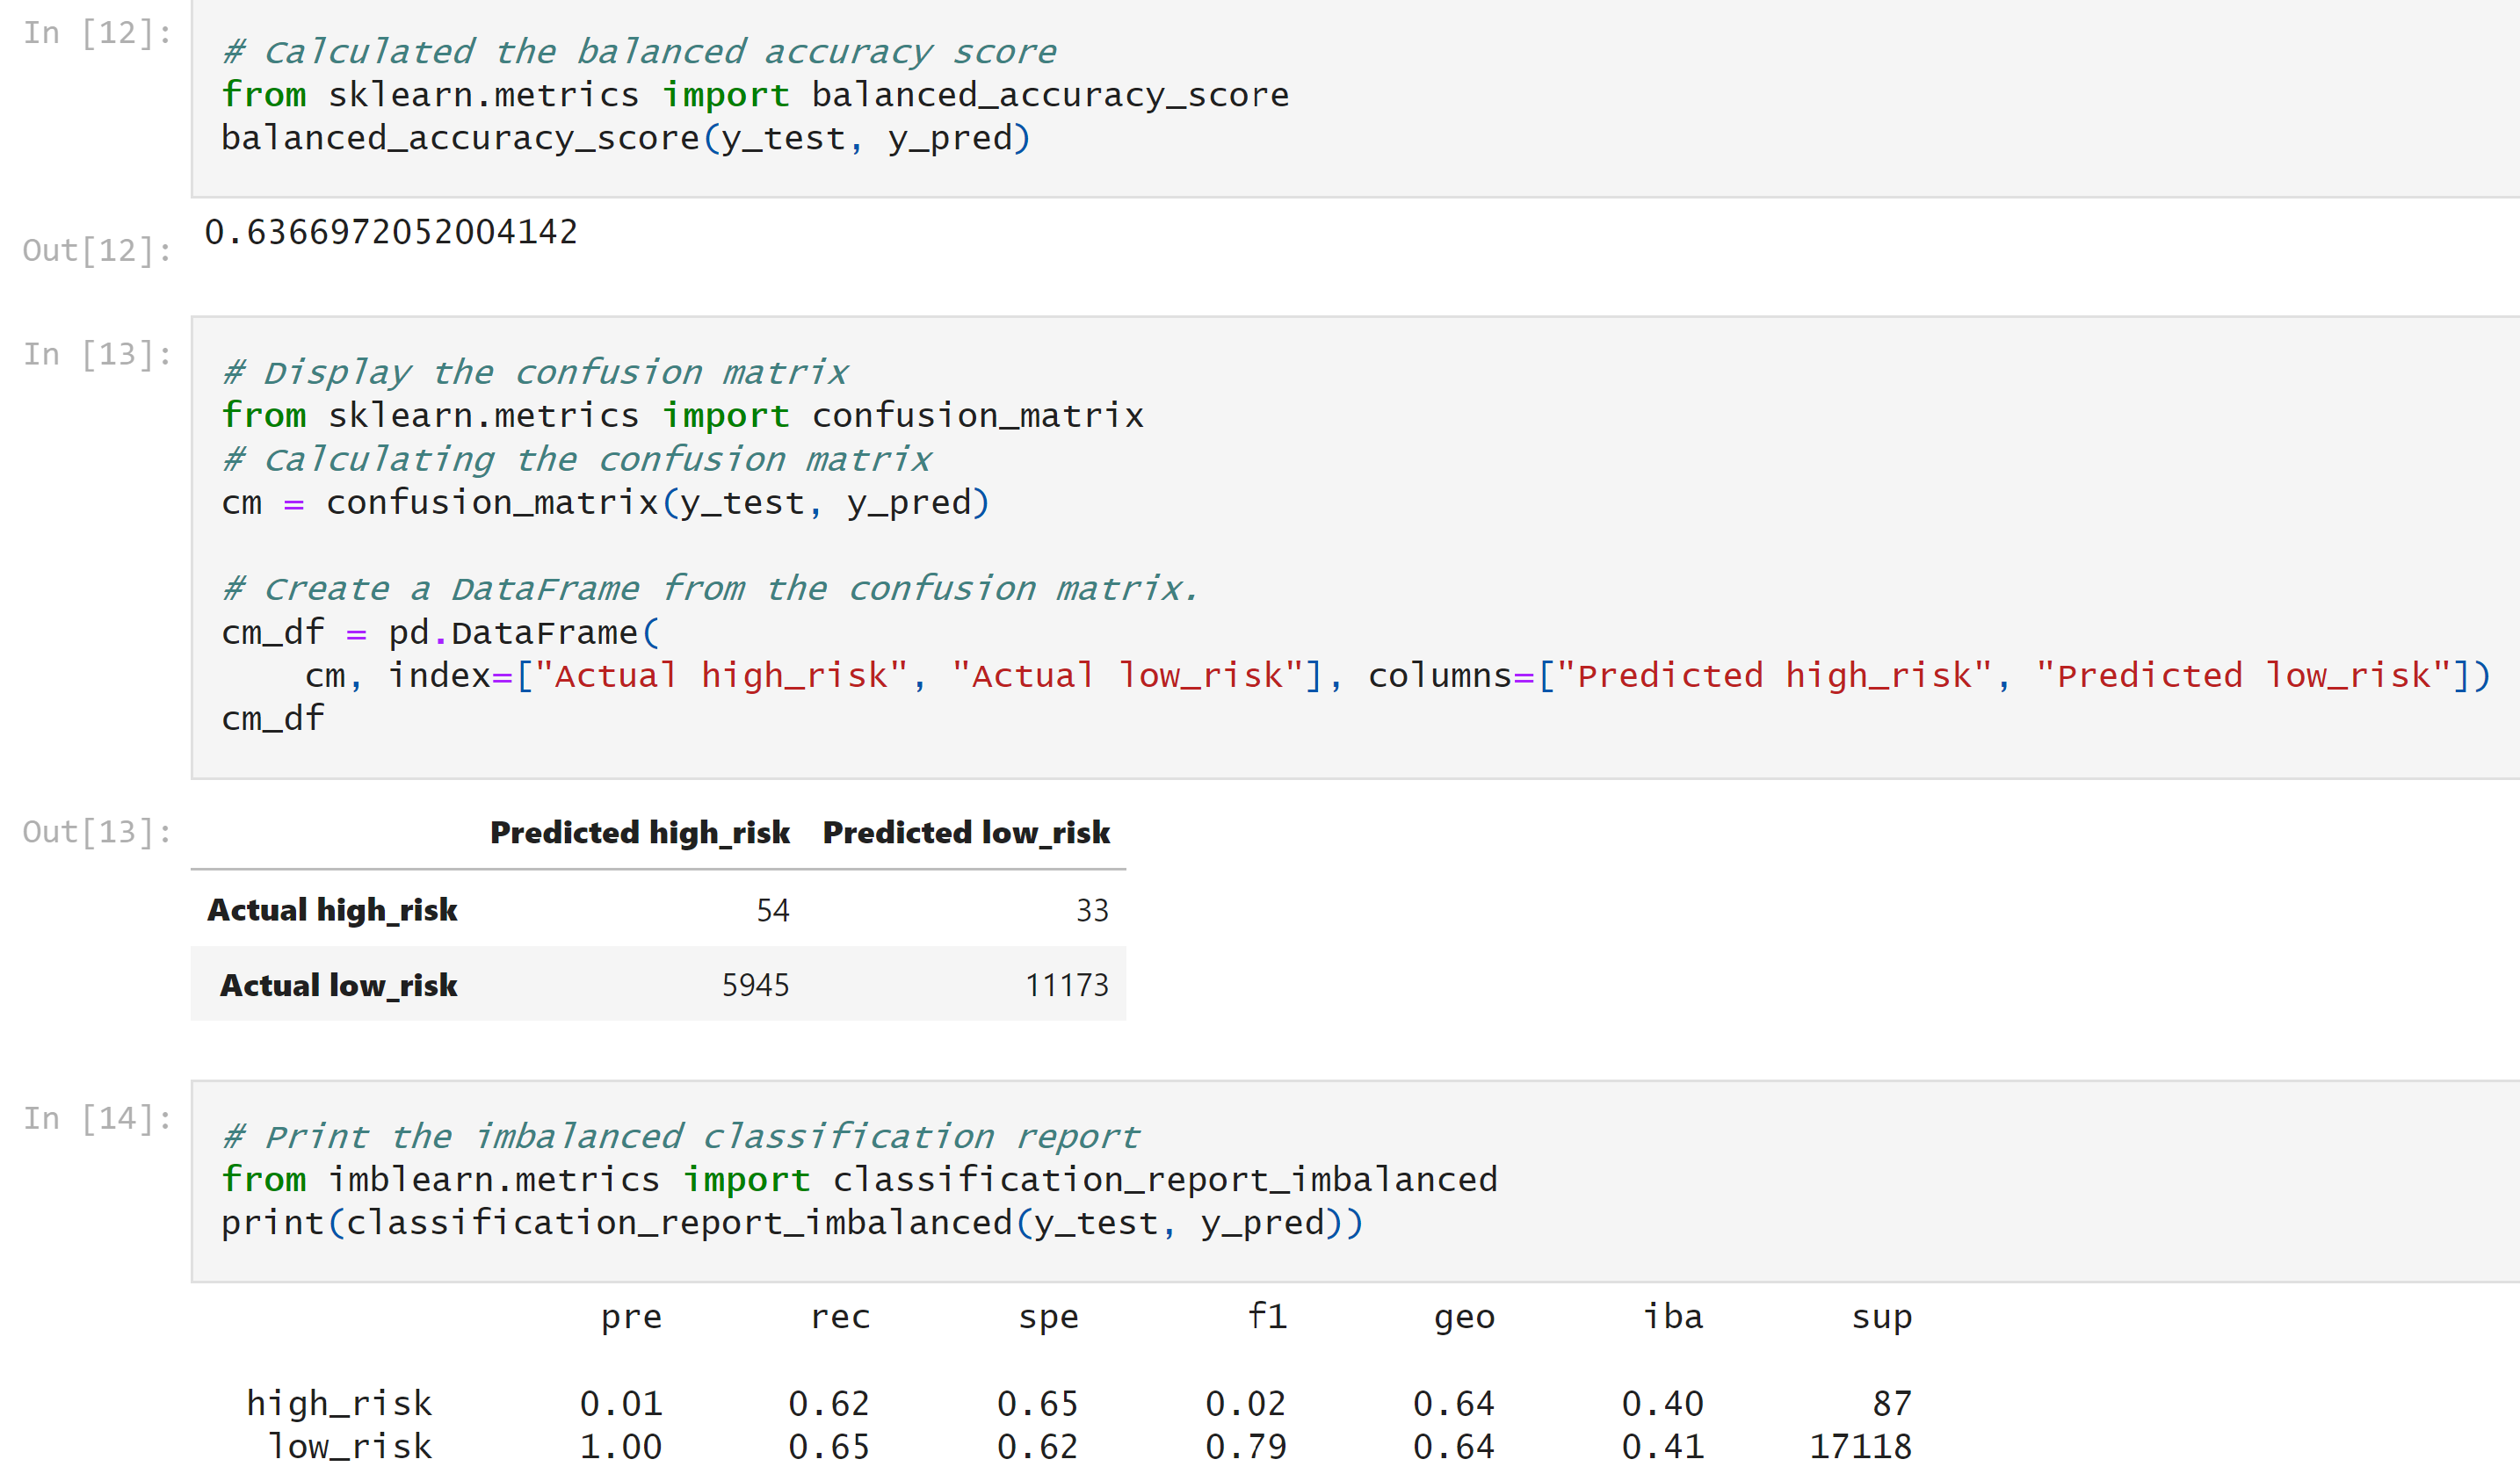 In [12]:
# Calculated the balanced accuracy score
from sklearn.metrics import balanced_accuracy_score
balanced_accuracy_score(y_test, y_pred)
Out[12]:
0.6366972052004142
In [13]:
# Display the confusion matrix
from sklearn.metrics import confusion_matrix
# Calculating the confusion matrix
cm = confusion_matrix(y_test, y_pred)
# Create a DataFrame from the confusion matrix.
cm_df = pd.DataFrame(
    cm, index=["Actual high_risk", "Actual low_risk"], columns=["Predicted high_risk", "Predicted low_risk"])
cm_df
Out[13]:
Predicted high_risk Predicted low_risk
Actual high_risk 54 33
Actual low_risk 5945 11173
In [14]:
# Print the imbalanced classification report
from imblearn.metrics import classification_report_imbalanced
print(classification_report_imbalanced(y_test, y_pred))
pre rec spe f1 geo iba sup
high_risk 0.01 0.62 0.65 0.02 0.64 0.40 87
low_risk 1.00 0.65 0.62 0.79 0.64 0.41 17118